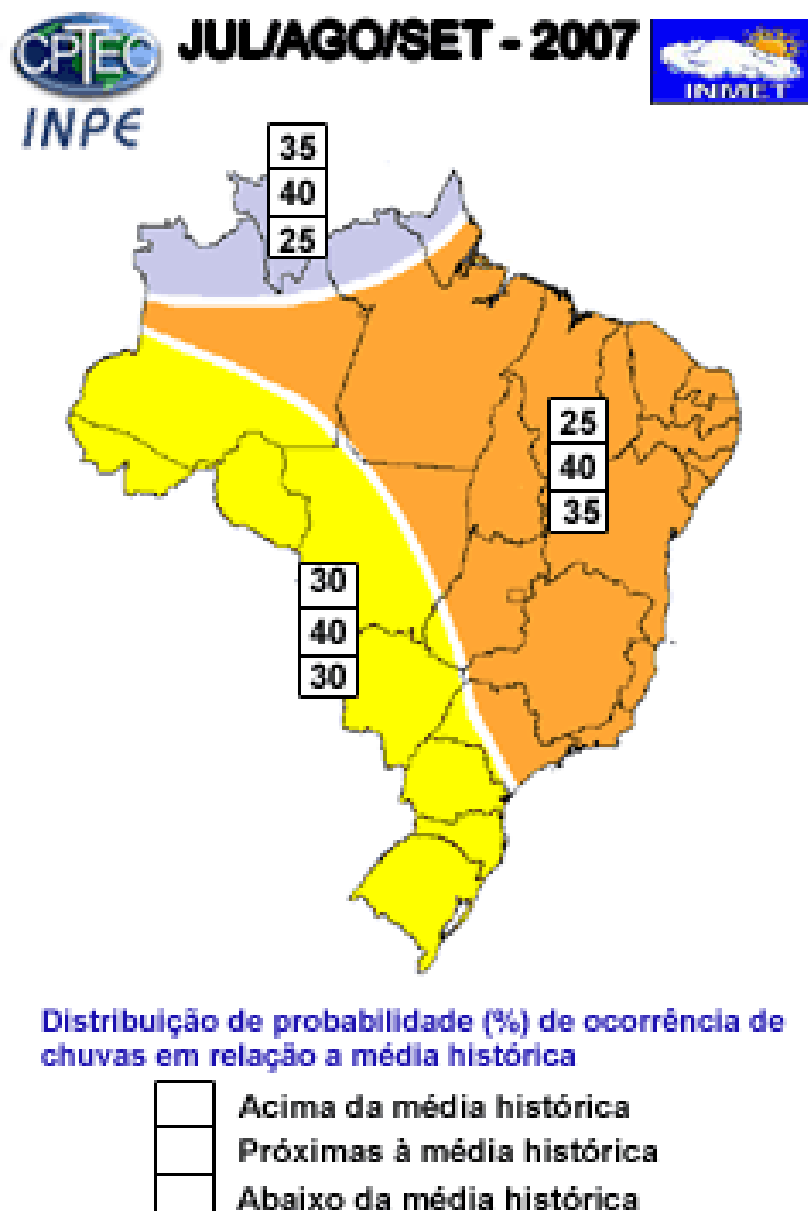 CPTEC
INPE
JUL/AGO/SET - 2007
INMET
35
40
25
25
40
35
30
40
30
Distribuição de probabilidade (%) de ocorrência de
chuvas em relação a média histórica
Acima da média histórica
Próximas à média histórica
Abaixo da média histórica